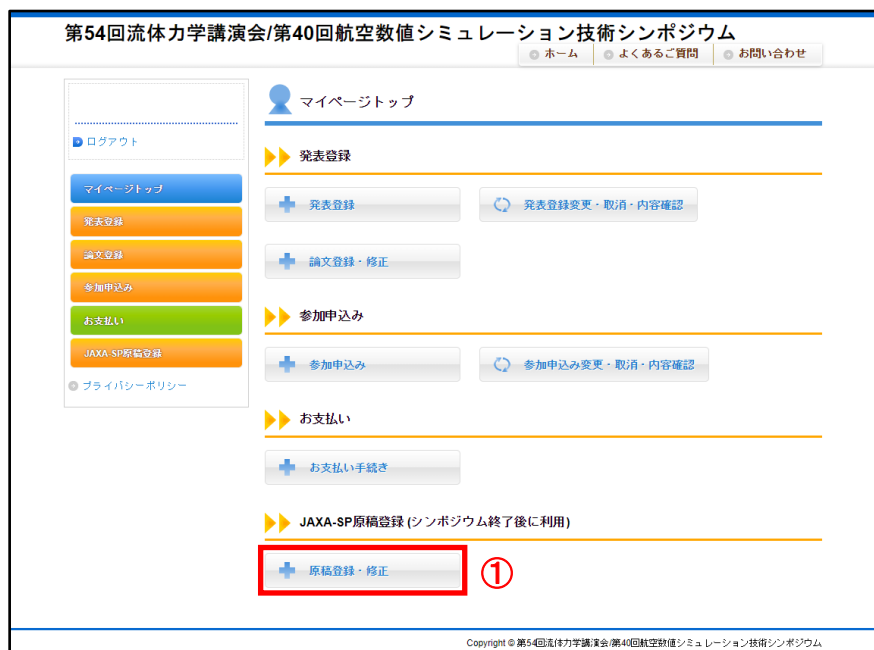 第54回流体力学講演会/第40回航空数値シミュレーション技術シンポジウム
ホーム
よくあるご質問
お問い合わせ
ログアウト
マイページトップ
発表登録
論文登録
参加申込み
お支払い
JAXA-SP原稿登録
プライバシーポリシー
マイページトップ
発表登録
発表登録
発表登録変更・取消・内容確認
論文登録・修正
参加申込み
参加申込み
参加申込み変更・取消・内容確認
お支払い
お支払い手続き
JAXA-SP原稿登録 (シンポジウム終了後に利用)
原稿登録・修正
①
Copyright © 第54回流体力学講演会/第40回航空数値シミュレーション技術シンポジウム